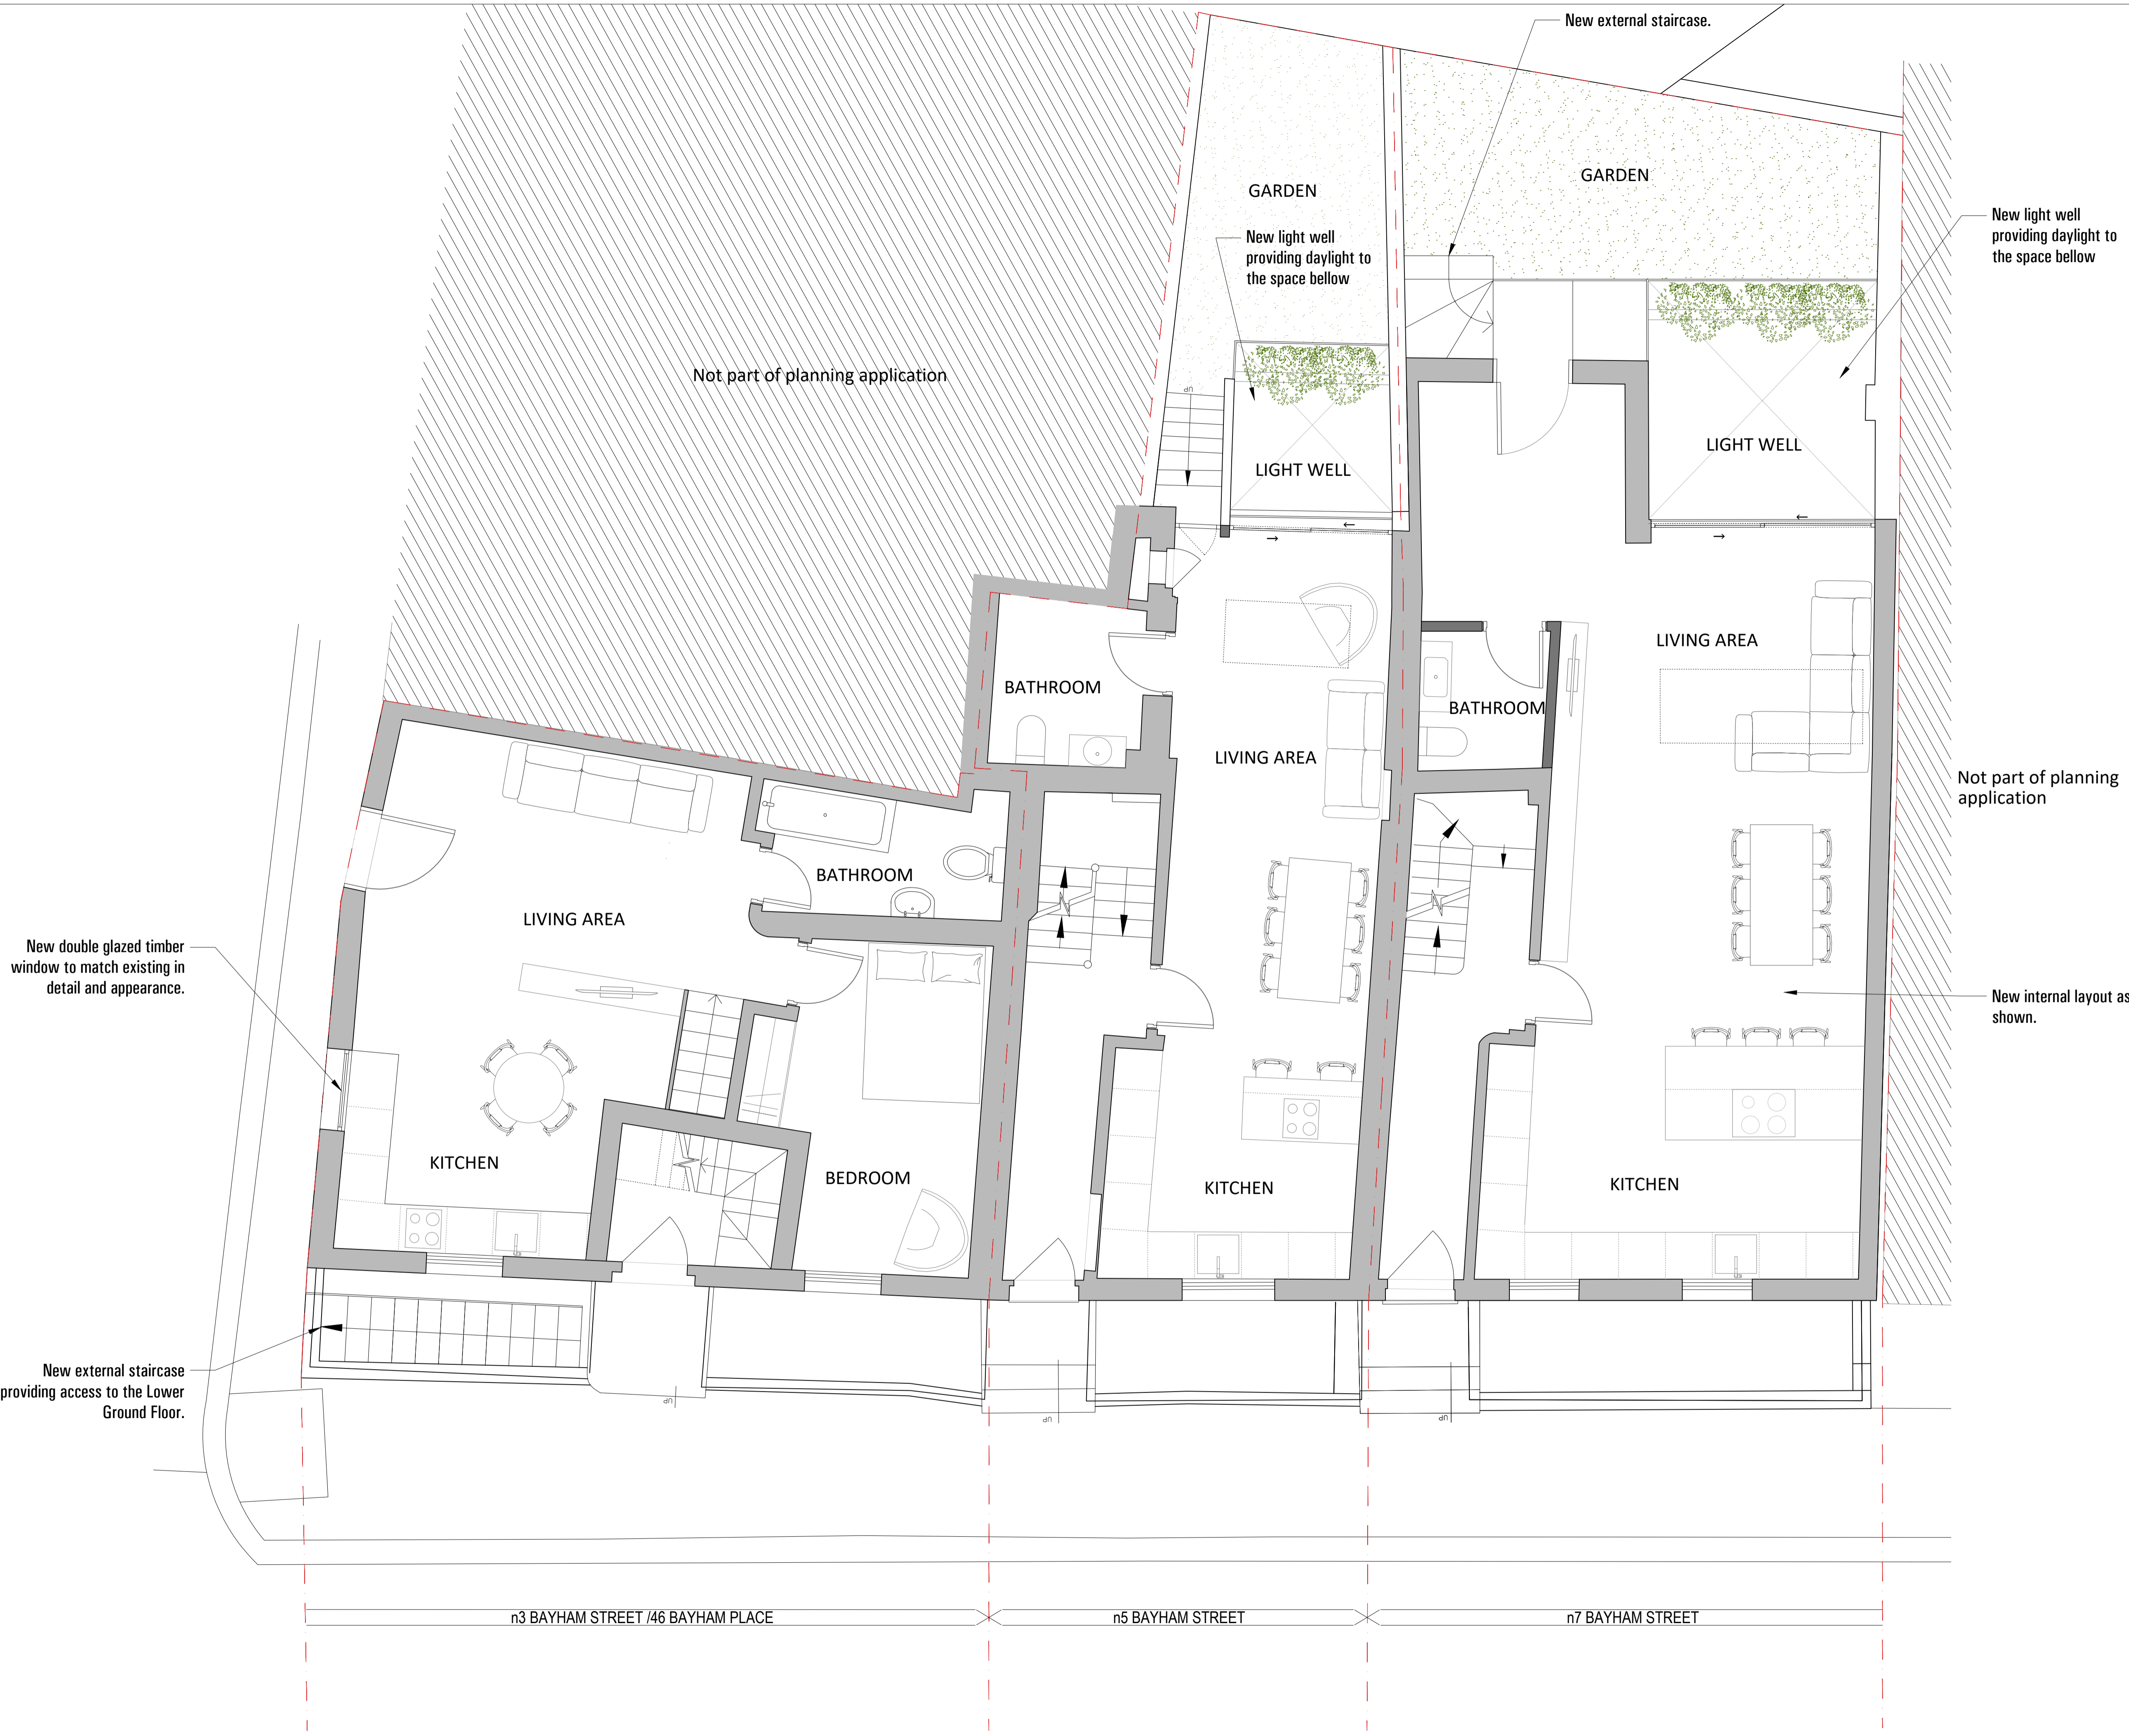 New external staircase.
GARDEN
GARDEN
New light well
providing daylight to
the space bellow
New light well
providing daylight to
the space bellow
Not part of planning application
UP
LIGHT WELL
LIGHT WELL
LIVING AREA
BATHROOM
BATHROOM
LIVING AREA
Not part of planning
application
BATHROOM
LIVING AREA
New double glazed timber
window to match existing in
detail and appearance.
New internal layout as
shown.
KITCHEN
BEDROOM
KITCHEN
KITCHEN
New external staircase
providing access to the Lower
Ground Floor.
UP
UP
UP
n3 BAYHAM STREET /46 BAYHAM PLACE
n5 BAYHAM STREET
n7 BAYHAM STREET